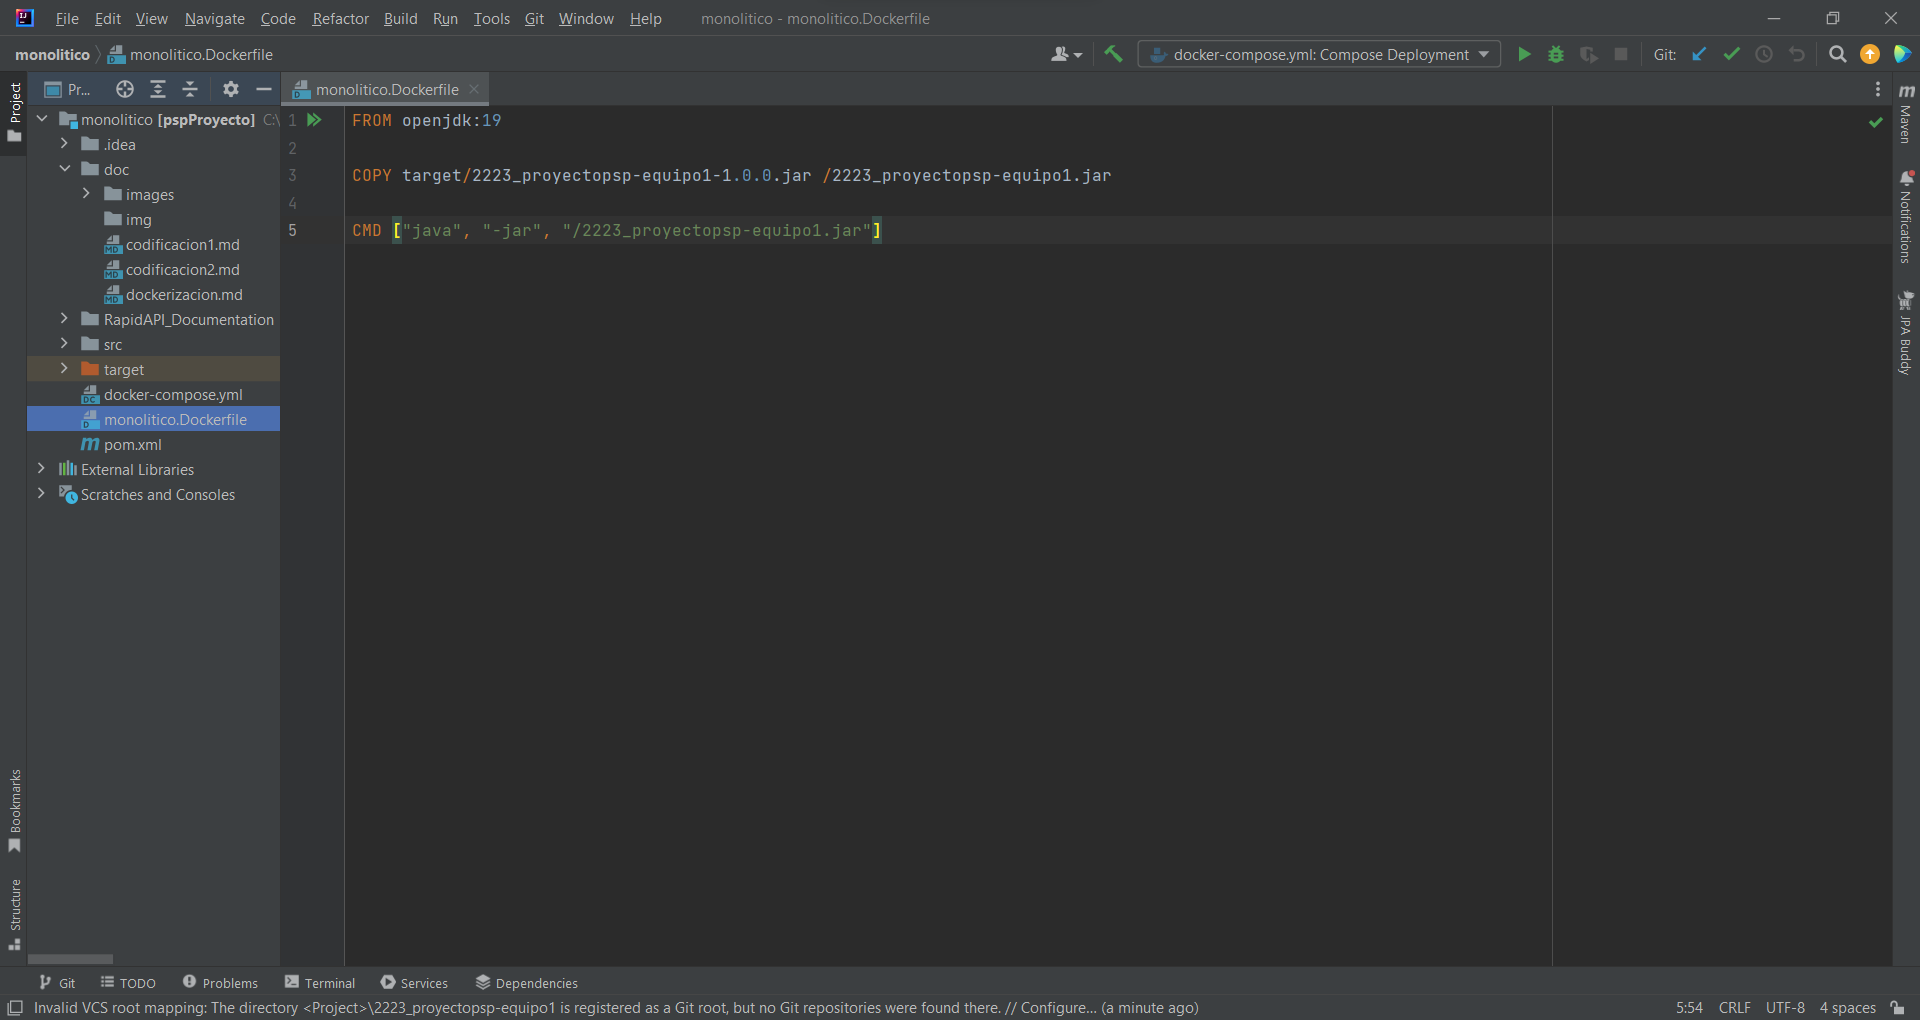 File Edit View Navigate Code Refactor Build Run Tools Git Window Help monolitico - monolitico.Dockerfile
monolitico monolitico.Dockerfile docker-compose.yml: Compose Deployment Git:
Project
Pr...
monolitico.Dockerfile
monolitico [pspProyecto] C:\
.idea
doc
images
img
codificacion1.md
codificacion2.md
dockerizacion.md
RapidAPI_Documentation
src
target
docker-compose.yml
monolitico.Dockerfile
pom.xml
External Libraries
Scratches and Consoles
1 FROM openjdk:19
2
3 COPY target/2223_proyectopsp-equipo1-1.0.0.jar /2223_proyectopsp-equipo1.jar
4
5 CMD ["java", "-jar", "/2223_proyectopsp-equipo1.jar"]
Maven
Notifications
JPA Buddy
Bookmarks
Structure
Git TODO Problems Terminal Services Dependencies
Invalid VCS root mapping: The directory <Project>\2223_proyectopsp-equipo1 is registered as a Git root, but no Git repositories were found there. // Configure... (a minute ago) 5:54 CRLF UTF-8 4 spaces